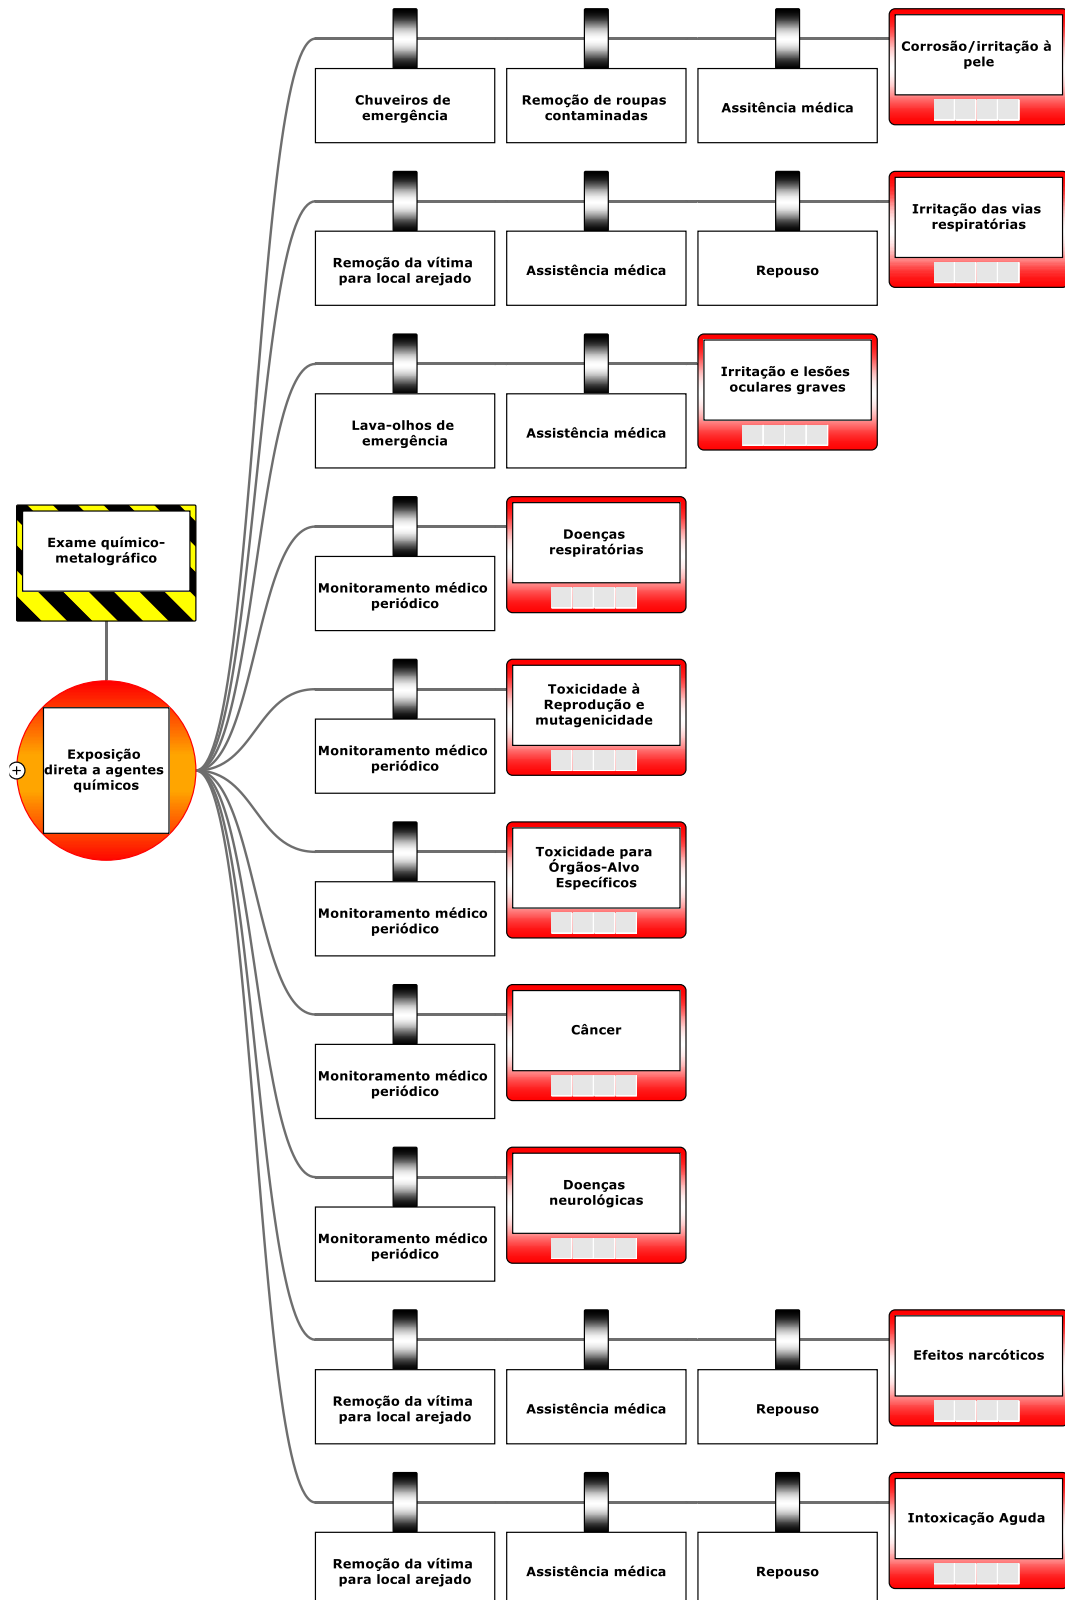 Corrosão/irritação à
pele
Chuveiros de
emergência
Remoção de roupas
contaminadas
Assitência médica
Irritação das vias
respiratórias
Remoção da vítima
para local arejado
Assistência médica
Repouso
Irritação e lesões
oculares graves
Lava-olhos de
emergência
Assistência médica
Exame químico-
metalográfico
Doenças
respiratórias
Monitoramento médico
periódico
Exposição
direta a agentes
químicos
Toxicidade à
Reprodução e
mutagenicidade
Monitoramento médico
periódico
Toxicidade para
Órgãos-Alvo
Específicos
Monitoramento médico
periódico
Câncer
Monitoramento médico
periódico
Doenças
neurológicas
Monitoramento médico
periódico
Efeitos narcóticos
Remoção da vítima
para local arejado
Assistência médica
Repouso
Intoxicação Aguda
Remoção da vítima
para local arejado
Assistência médica
Repouso